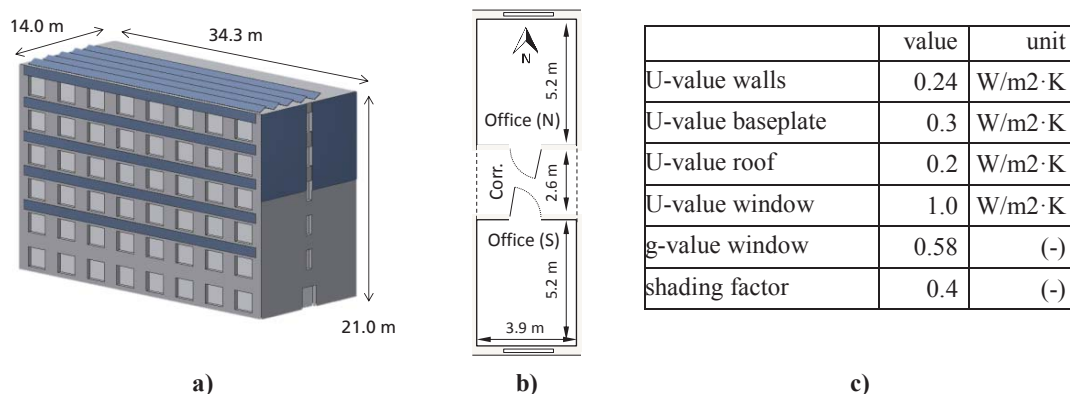 14.0 m
34.3 m
21.0 m
a)
N
5.2 m
Office (N)
Corr.
2.6 m
Office (S)
5.2 m
3.9 m
b)
value unit
U-value walls 0.24 W/m2·K
U-value baseplate 0.3 W/m2·K
U-value roof 0.2 W/m2·K
U-value window 1.0 W/m2·K
g-value window 0.58 (-)
shading factor 0.4 (-)
c)